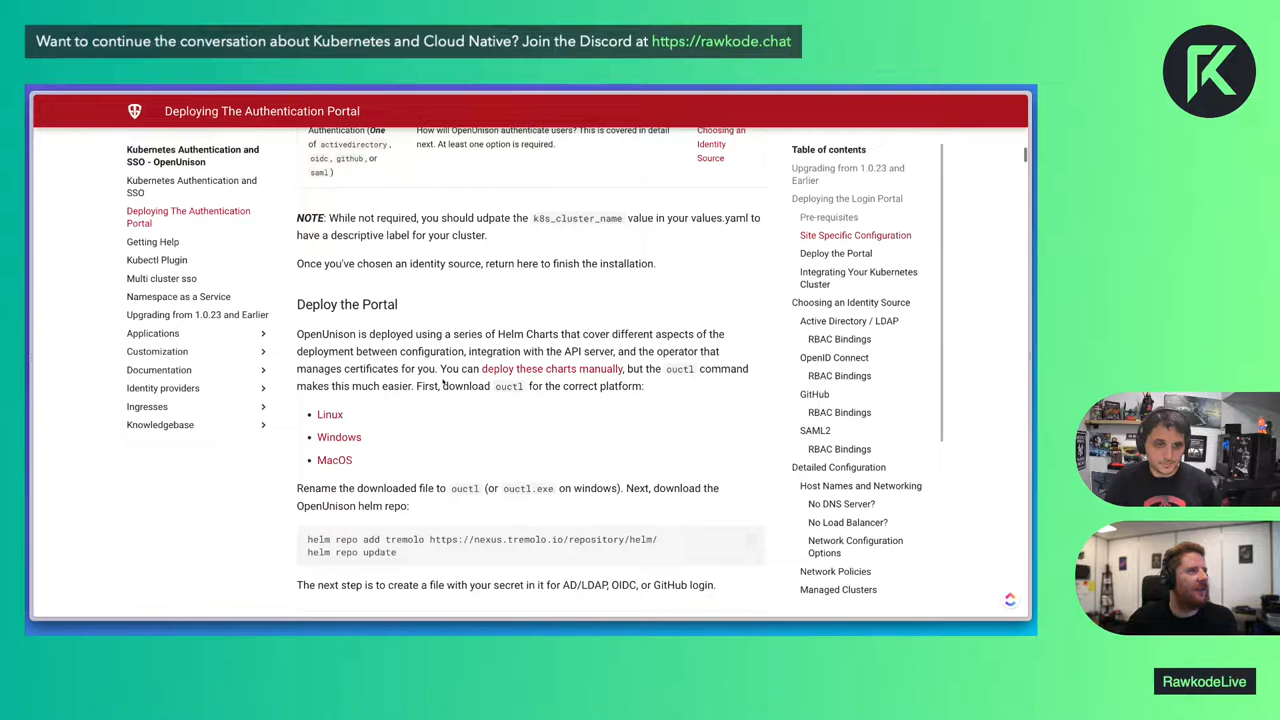 Want to continue the conversation about Kubernetes and Cloud Native? Join the Discord at https://rawkode.chat
Deploying The Authentication Portal
Kubernetes Authentication and
SSO - OpenUnison
Kubernetes Authentication and
SSO
Deploying The Authentication
Portal
Getting Help
Kubectl Plugin
Multi cluster sso
Namespace as a Service
Upgrading from 1.0.23 and Earlier
Applications
Customization
Documentation
Identity providers
Ingresses
Knowledgebase
Authentication (One
of activedirectory,
oidc, github, or
saml)
How will OpenUnison authenticate users? This is covered in detail
next. At least one option is required.
Choosing an
Identity
Source
NOTE: While not required, you should udpate the k8s_cluster_name value in your values.yaml to
have a descriptive label for your cluster.
Once you've chosen an identity source, return here to finish the installation.
Deploy the Portal
OpenUnison is deployed using a series of Helm Charts that cover different aspects of the
deployment between configuration, integration with the API server, and the operator that
manages certificates for you. You can deploy these charts manually, but the ouctl command
makes this much easier. First, download ouctl for the correct platform:
• Linux
• Windows
• MacOS
Rename the downloaded file to ouctl (or ouctl.exe on windows). Next, download the
OpenUnison helm repo:
helm repo add tremolo https://nexus.tremolo.io/repository/helm/
helm repo update
The next step is to create a file with your secret in it for AD/LDAP, OIDC, or GitHub login.
Table of contents
Upgrading from 1.0.23 and
Earlier
Deploying the Login Portal
Pre-requisites
Site Specific Configuration
Deploy the Portal
Integrating Your Kubernetes
Cluster
Choosing an Identity Source
Active Directory / LDAP
RBAC Bindings
OpenID Connect
RBAC Bindings
GitHub
RBAC Bindings
SAML2
RBAC Bindings
Detailed Configuration
Host Names and Networking
No DNS Server?
No Load Balancer?
Network Configuration
Options
Network Policies
Managed Clusters
RawkodeLive